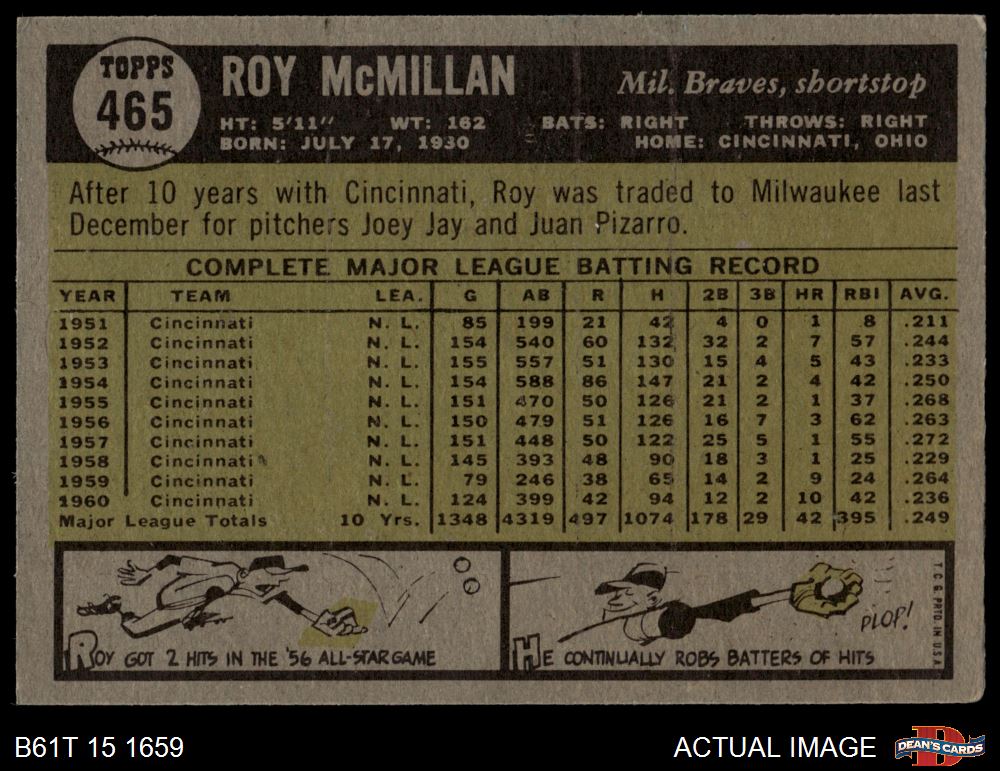 TOPPS
465
ROY McMILLAN
Mil. Braves, shortstop
HT: 5'11" WT: 162 BATS: RIGHT THROWS: RIGHT
BORN: JULY 17, 1930 HOME: CINCINNATI, OHIO
After 10 years with Cincinnati, Roy was traded to Milwaukee last
December for pitchers Joey Jay and Juan Pizarro.
COMPLETE MAJOR LEAGUE BATTING RECORD
YEAR TEAM LEA. G AB R H 2B 3B HR RBI AVG.
1951 Cincinnati N. L. 85 199 21 42 4 0 1 8 .211
1952 Cincinnati N. L. 154 540 60 132 32 2 7 57 .244
1953 Cincinnati N. L. 155 557 51 130 15 4 5 43 .233
1954 Cincinnati N. L. 154 588 86 147 21 2 4 42 .250
1955 Cincinnati N. L. 151 470 50 126 21 2 1 37 .268
1956 Cincinnati N. L. 150 479 51 126 16 7 3 62 .263
1957 Cincinnati N. L. 151 448 50 122 25 5 1 55 .272
1958 Cincinnati N. L. 145 393 48 90 18 3 1 25 .229
1959 Cincinnati N. L. 79 246 38 65 14 2 9 24 .264
1960 Cincinnati N. L. 124 399 42 94 12 2 10 42 .236
Major League Totals 10 Yrs. 1348 4319 497 1074 178 29 42 395 .249
ROY GOT 2 HITS IN THE '56 ALL-STAR GAME
PLOP!
HE CONTINUALLY ROBS BATTERS OF HITS
T.C.G. PRTD. IN U.S.A.
B61T 15 1659
ACTUAL IMAGE
DEAN'S CARDS